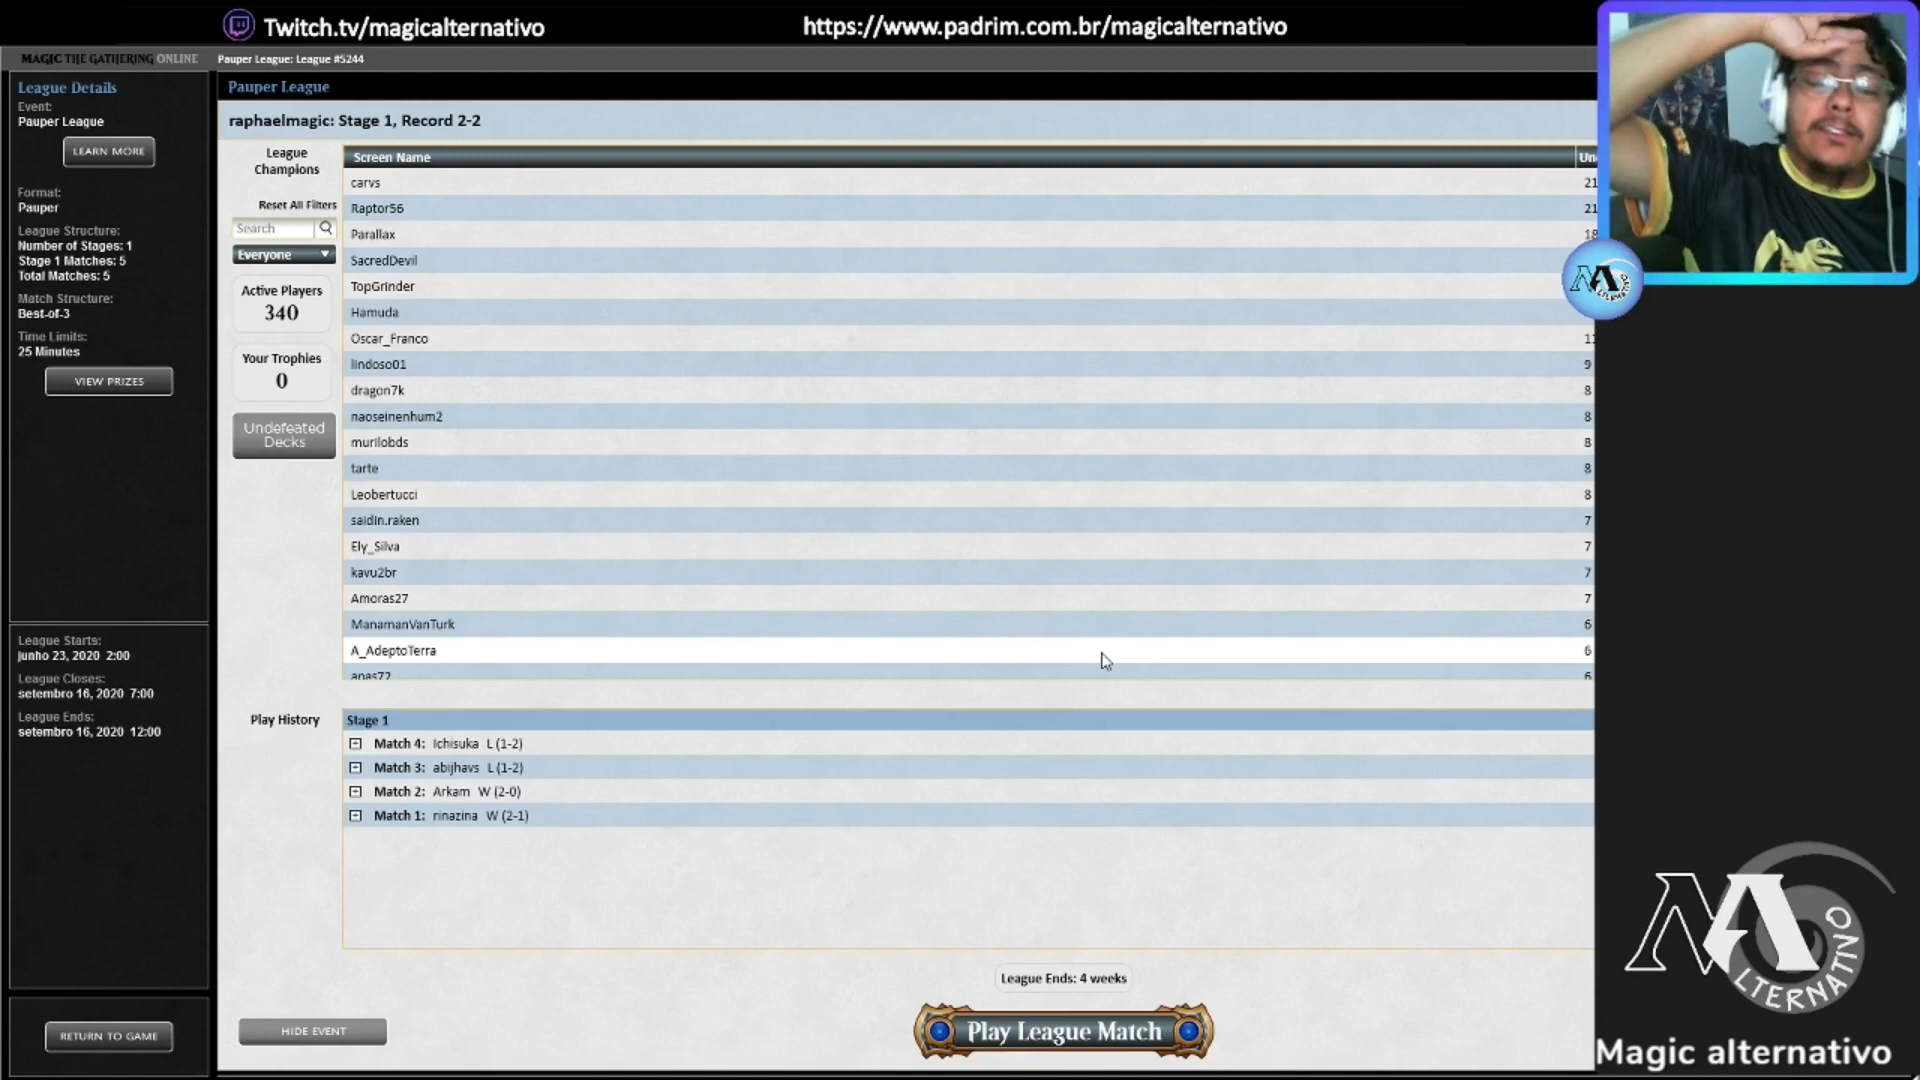 Twitch.tv/magicalternativo
https://www.padrim.com.br/magicalternativo
MAGIC THE GATHERING ONLINE
Pauper League: League #5244
League Details
Event:
Pauper League
LEARN MORE
Format:
Pauper
League Structure:
Number of Stages: 1
Stage 1 Matches: 5
Total Matches: 5
Match Structure:
Best-of-3
Time Limits:
25 Minutes
VIEW PRIZES
League Starts:
junho 23, 2020 2:00
League Closes:
setembro 16, 2020 7:00
League Ends:
setembro 16, 2020 12:00
RETURN TO GAME
Pauper League
raphaelmagic: Stage 1, Record 2-2
League
Champions
Reset All Filters
Search
Everyone
Active Players
340
Your Trophies
0
Undefeated
Decks
Screen Name
carvs 21
Raptor56 21
Parallax 18
SacredDevil
TopGrinder
Hamuda
Oscar_Franco 11
lindoso01 9
dragon7k 8
naoseinenhum2 8
murilobds 8
tarte 8
Leobertucci 8
saidin.raken 7
Ely_Silva 7
kavu2br 7
Amoras27 7
ManamanVanTurk 6
A_AdeptoTerra 6
apas72 6
Play History
Stage 1
Match 4: Ichisuka L (1-2)
Match 3: abijhavs L (1-2)
Match 2: Arkam W (2-0)
Match 1: rinazina W (2-1)
League Ends: 4 weeks
HIDE EVENT
Play League Match
MA
LTERNATIVO
MA
LTERNATIVO
Magic alternativo